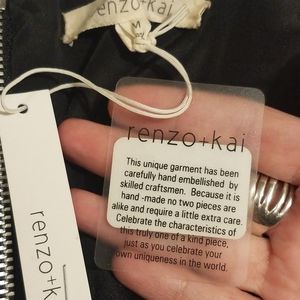 enzo+kai
M
renzo+kai
This unique garment has been
carefully hand embellished by
skilled craftsmen. Because it is
hand -made no two pieces are
alike and require a little extra care.
Celebrate the characteristics of
this truly one of a kind piece,
just as you celebrate your
own uniqueness in the world.
renzo+kai